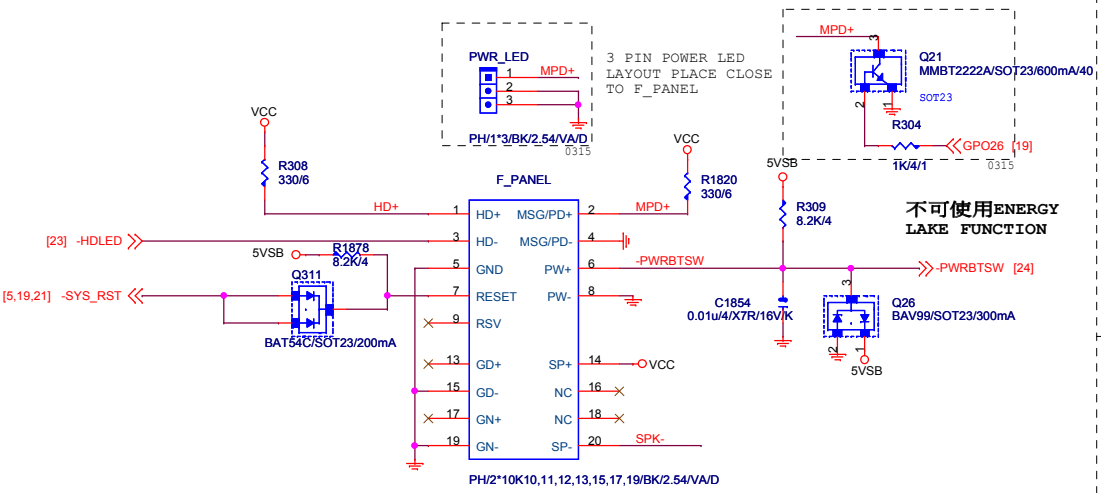 PWR_LED
1
MPD+
2
3
PH/1*3/BK/2.54/VA/D
0315
3 PIN POWER LED
LAYOUT PLACE CLOSE
TO F_PANEL
MPD+
3
Q21
MMBT2222A/SOT23/600mA/40
SOT23
2
1
R304
GPO26 [19]
1K/4/1
0315
VCC
R308
330/6
VCC
R1820
330/6
5VSB
R309
8.2K/4
不可使用ENERGY
LAKE FUNCTION
F_PANEL
HD+
1
HD+
MSG/PD+
2
MPD+
[23] -HDLED
3
HD-
MSG/PD-
4
5VSB
R1878
8.2K/4
5
GND
PW+
6
-PWRBTSW
-PWRBTSW [24]
[5,19,21] -SYS_RST
Q311
BAT54C/SOT23/200mA
7
RESET
PW-
8
C1854
0.01u/4/X7R/16V/K
3
Q26
BAV99/SOT23/300mA
2
1
5VSB
9
RSV
13
GD+
SP+
14
VCC
15
GD-
NC
16
17
GN+
NC
18
19
GN-
SP-
20
SPK-
PH/2*10K10,11,12,13,15,17,19/BK/2.54/VA/D